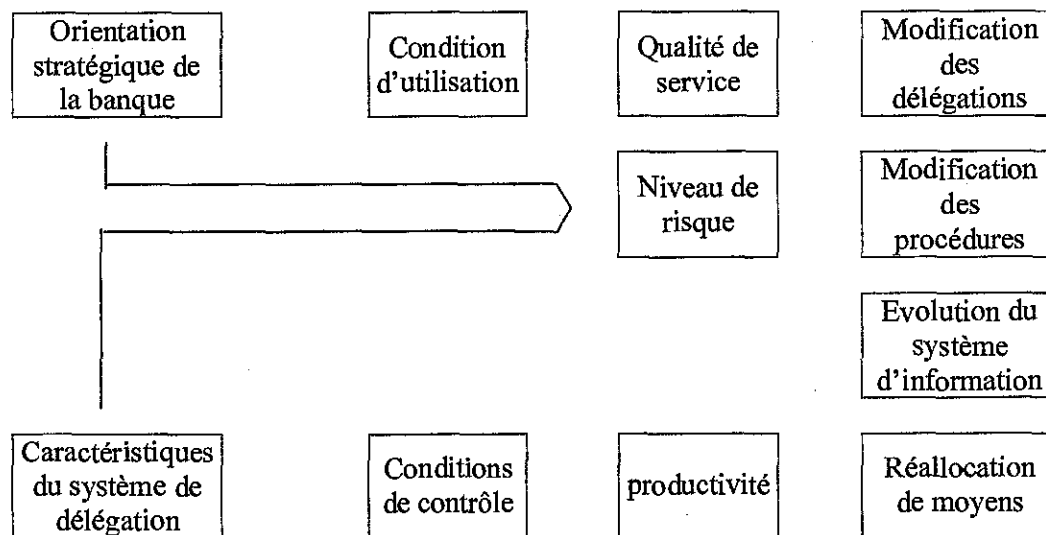 Orientation
stratégique de
la banque
Condition
d'utilisation
Qualité de
service
Modification
des
délégations
Niveau de
risque
Modification
des
procédures
Evolution du
système
d'information
Caractéristiques
du système de
délégation
Conditions
de contrôle
productivité
Réallocation
de moyens